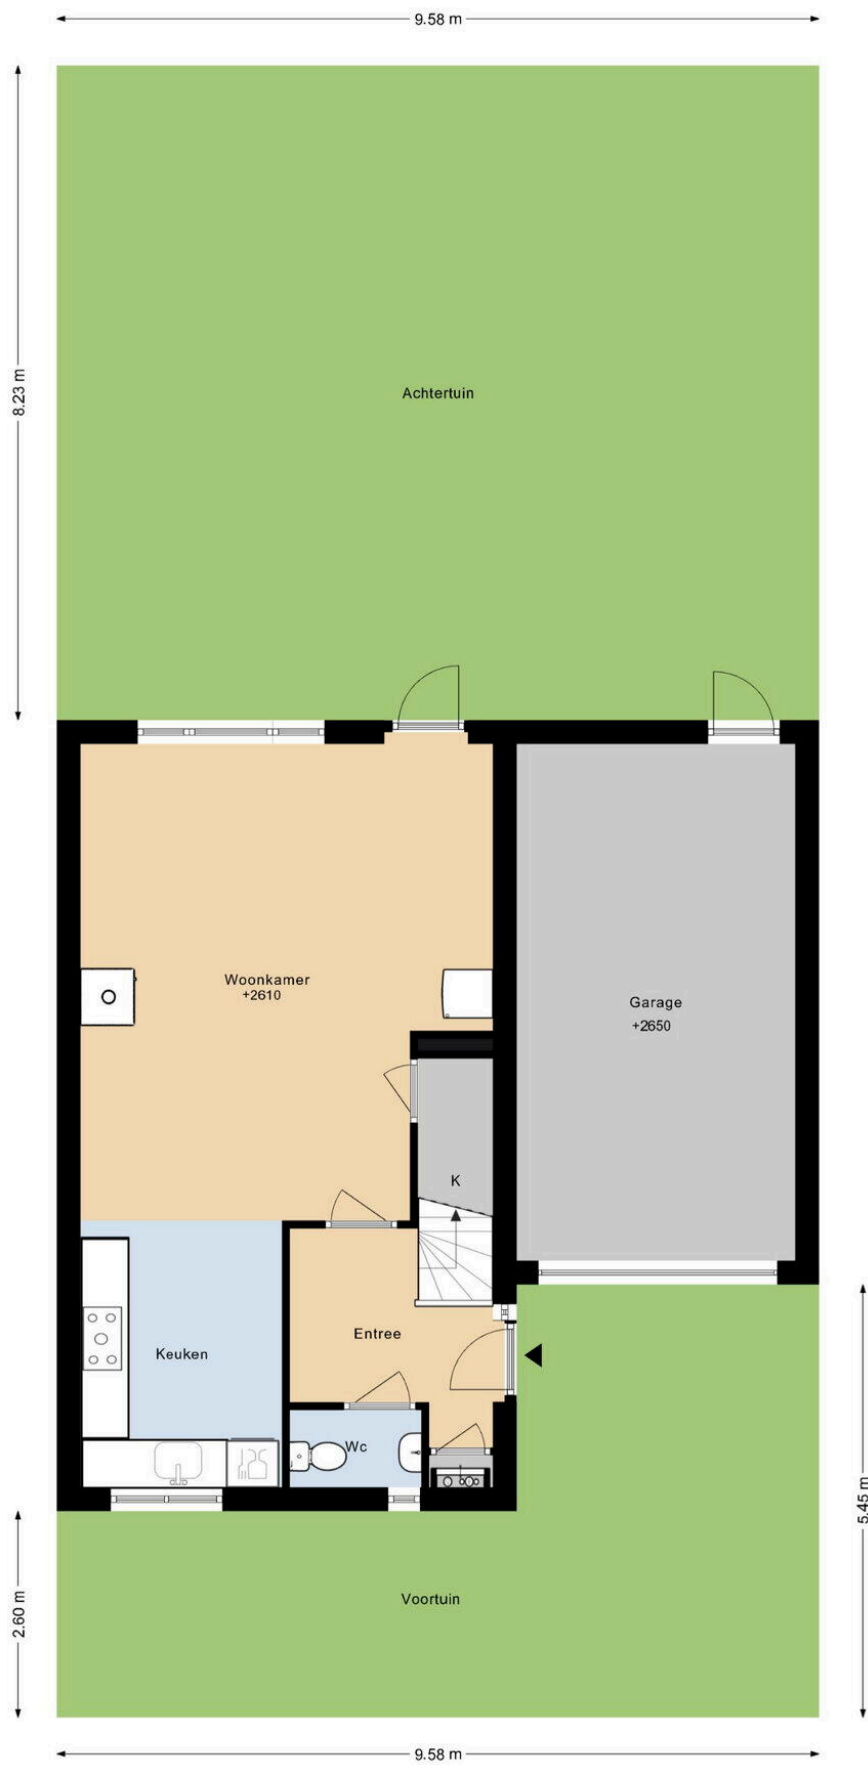 9.58 m
8.23 m
Achtertuin
Woonkamer
+2610
Garage
+2650
K
Entree
Keuken
Wc
5.45 m
2.60 m
Voortuin
9.58 m